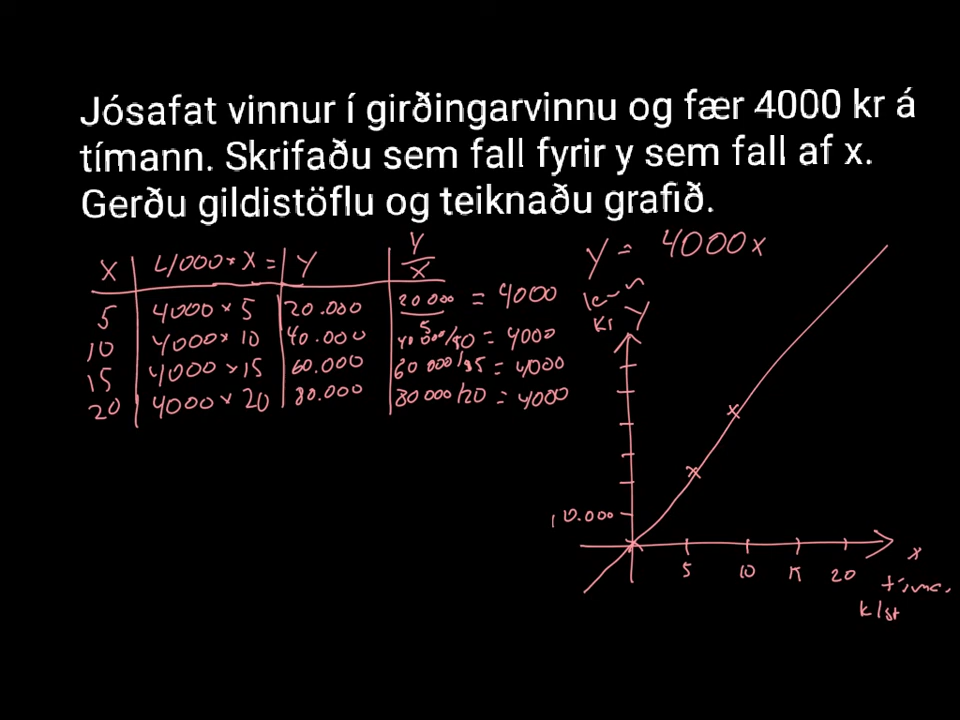 Jósafat vinnur í girðingarvinnu og fær 4000 kr á
tímann. Skrifaðu sem fall fyrir y sem fall af x.
Gerðu gildistöflu og teiknaðu grafið.
X 4000 * X = Y Y/X
5 4000 × 5 20.000 20 000/5 = 4000
10 4000 × 10 40.000 40 000/10 = 4000
15 4000 × 15 60.000 60 000/15 = 4000
20 4000 × 20 80.000 80 000/20 = 4000
Y = 4000x
kr Y
10.000
5 10 15 20 x
klst